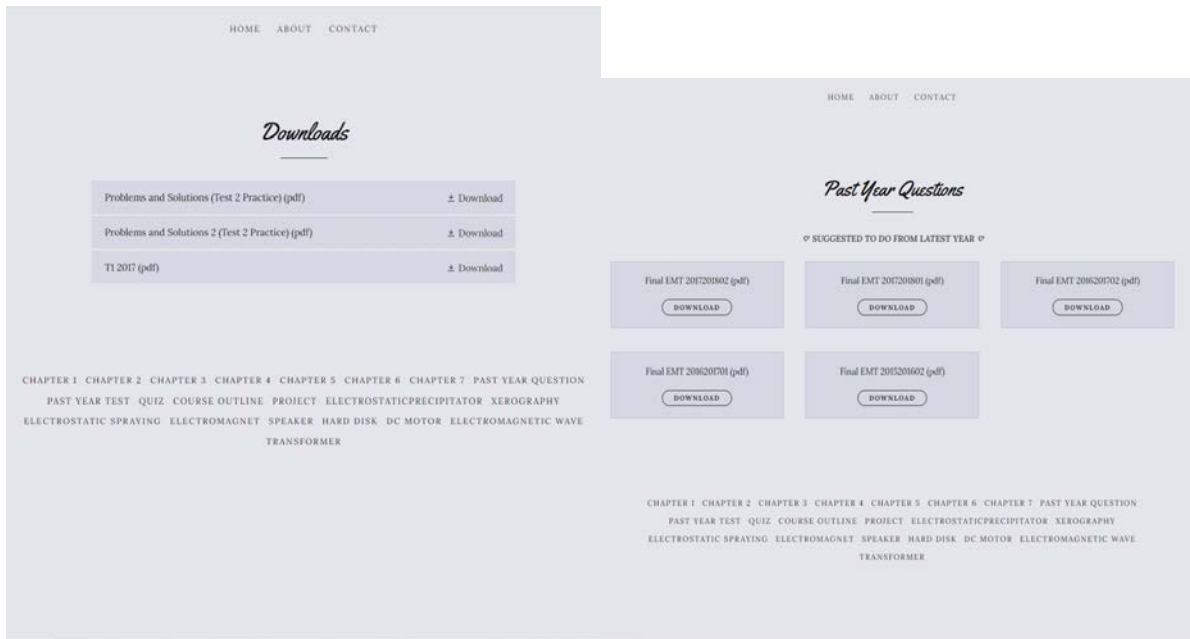 HOME ABOUT CONTACT
Downloads
Problems and Solutions (Test 2 Practice) (pdf) Download
Problems and Solutions 2 (Test 2 Practice) (pdf) Download
T1 2017 (pdf) Download
CHAPTER 1 CHAPTER 2 CHAPTER 3 CHAPTER 4 CHAPTER 5 CHAPTER 6 CHAPTER 7 PAST YEAR QUESTION
PAST YEAR TEST QUIZ COURSE OUTLINE PROJECT ELECTROSTATICPRECIPITATOR XEROGRAPHY
ELECTROSTATIC SPRAYING ELECTROMAGNET SPEAKER HARD DISK DC MOTOR ELECTROMAGNETIC WAVE
TRANSFORMER
HOME ABOUT CONTACT
Past Year Questions
SUGGESTED TO DO FROM LATEST YEAR
Final EMT 2017201802 (pdf) Final EMT 2017201801 (pdf) Final EMT 2016201702 (pdf)
DOWNLOAD DOWNLOAD DOWNLOAD
Final EMT 2016201701 (pdf) Final EMT 2015201602 (pdf)
DOWNLOAD DOWNLOAD
CHAPTER 1 CHAPTER 2 CHAPTER 3 CHAPTER 4 CHAPTER 5 CHAPTER 6 CHAPTER 7 PAST YEAR QUESTION
PAST YEAR TEST QUIZ COURSE OUTLINE PROJECT ELECTROSTATICPRECIPITATOR XEROGRAPHY
ELECTROSTATIC SPRAYING ELECTROMAGNET SPEAKER HARD DISK DC MOTOR ELECTROMAGNETIC WAVE
TRANSFORMER